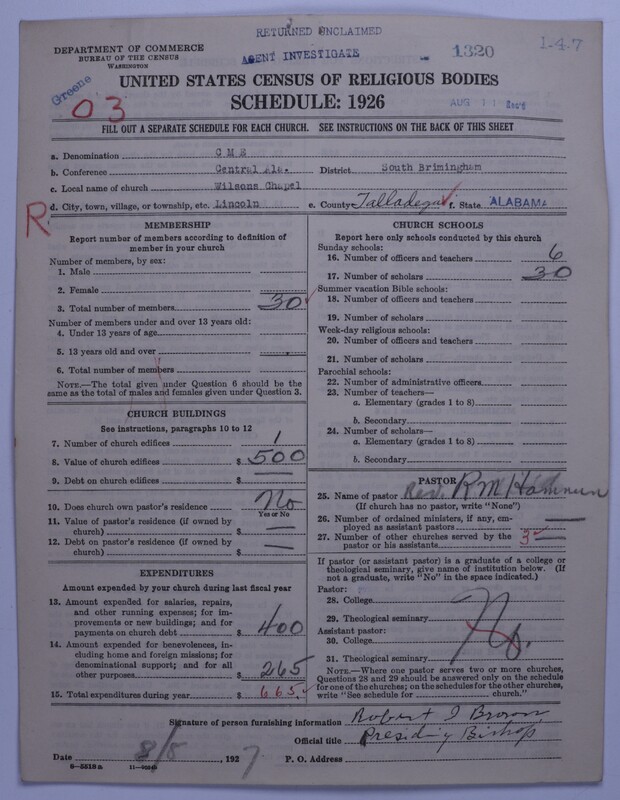 RETURNED UNCLAIMED
AGENT INVESTIGATE
1320
1-4-7
DEPARTMENT OF COMMERCE
BUREAU OF THE CENSUS
WASHINGTON
Greene
03
UNITED STATES CENSUS OF RELIGIOUS BODIES
SCHEDULE: 1926
AUG 11
FILL OUT A SEPARATE SCHEDULE FOR EACH CHURCH. SEE INSTRUCTIONS ON THE BACK OF THIS SHEET
a. Denomination C M E
b. Conference Central Ala. District South Brimingham
c. Local name of church Wilsons Chapel
d. City, town, village, or township, etc. Lincoln e. County Talladega f. State ALABAMA
R
MEMBERSHIP
Report number of members according to definition of
member in your church
Number of members, by sex:
1. Male
2. Female
3. Total number of members 30
Number of members under and over 13 years old:
4. Under 13 years of age
5. 13 years old and over
6. Total number of members
NOTE.—The total given under Question 6 should be
same as the total of males and females given under Question 3.
CHURCH BUILDINGS
See instructions, paragraphs 10 to 12
7. Number of church edifices 1
8. Value of church edifices $ 500
9. Debt on church edifices $ —
10. Does church own pastor's residence No
Yes or No
11. Value of pastor's residence (if owned by
church) $ —
12. Debt on pastor's residence (if owned by
church) $ —
EXPENDITURES
Amount expended by your church during last fiscal year
13. Amount expended for salaries, repairs,
and other running expenses; for im-
provements or new buildings; and for
payments on church debt $ 400
14. Amount expended for benevolences, in-
cluding home and foreign missions; for
denominational support; and for all
other purposes $ 265
15. Total expenditures during year $ 665.
CHURCH SCHOOLS
Report here only schools conducted by this church
Sunday schools:
16. Number of officers and teachers 6
17. Number of scholars 30
Summer vacation Bible schools:
18. Number of officers and teachers
19. Number of scholars
Week-day religious schools:
20. Number of officers and teachers
21. Number of scholars
Parochial schools:
22. Number of administrative officers
23. Number of teachers—
a. Elementary (grades 1 to 8)
b. Secondary
24. Number of scholars—
a. Elementary (grades 1 to 8)
b. Secondary
PASTOR
25. Name of pastor Rev. R M
(If church has no pastor, write "None")
26. Number of ordained ministers, if any, em-
ployed as assistant pastors —
27. Number of other churches served by the
pastor or his assistants 3
If pastor (or assistant pastor) is a graduate of a college or
theological seminary, give name of institution below. (If
not a graduate, write "No" in the space indicated.)
Pastor:
28. College
29. Theological seminary No.
Assistant pastor:
30. College
31. Theological seminary
NOTE.—Where one pastor serves two or more churches,
Questions 28 and 29 should be answered only on the schedule
for one of the churches; on the schedules for the other churches,
write "See schedule for church."
Signature of person furnishing information Robert J Brown
Official title Presiding Bishop
Date 8/8, 1927 P. O. Address
8-5518a 11-